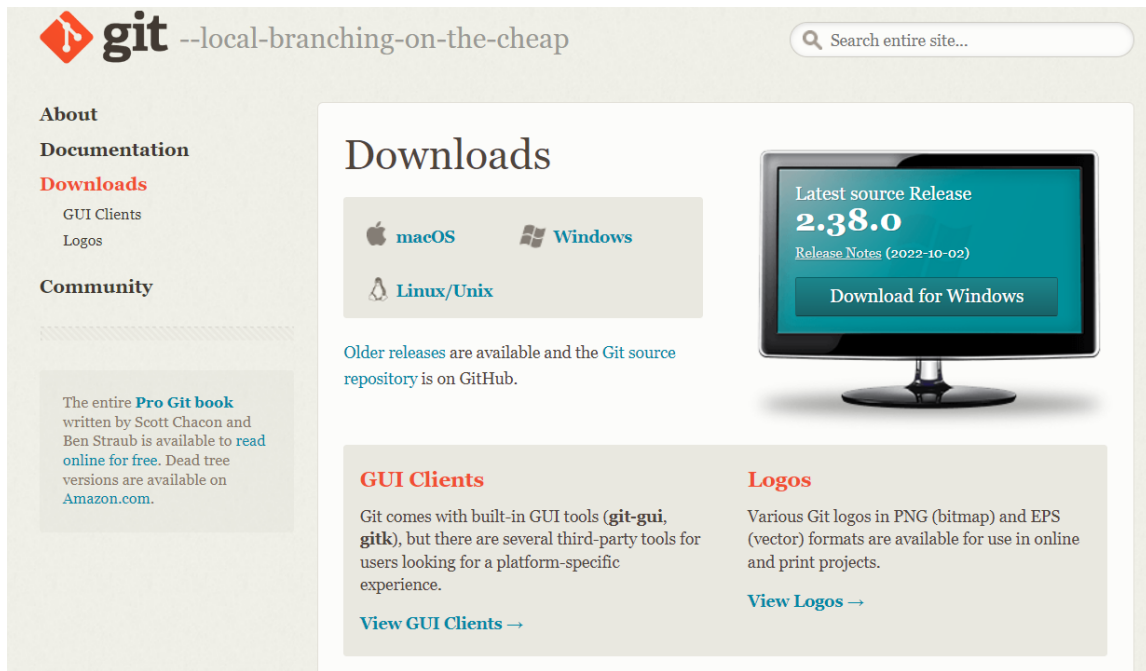 git --local-branching-on-the-cheap
Search entire site...
About
Documentation
Downloads
GUI Clients
Logos
Community
The entire Pro Git book
written by Scott Chacon and
Ben Straub is available to read
online for free. Dead tree
versions are available on
Amazon.com.
Downloads
macOS
Windows
Linux/Unix
Older releases are available and the Git source
repository is on GitHub.
Latest source Release
2.38.0
Release Notes (2022-10-02)
Download for Windows
GUI Clients
Git comes with built-in GUI tools (git-gui,
gitk), but there are several third-party tools for
users looking for a platform-specific
experience.
View GUI Clients →
Logos
Various Git logos in PNG (bitmap) and EPS
(vector) formats are available for use in online
and print projects.
View Logos →